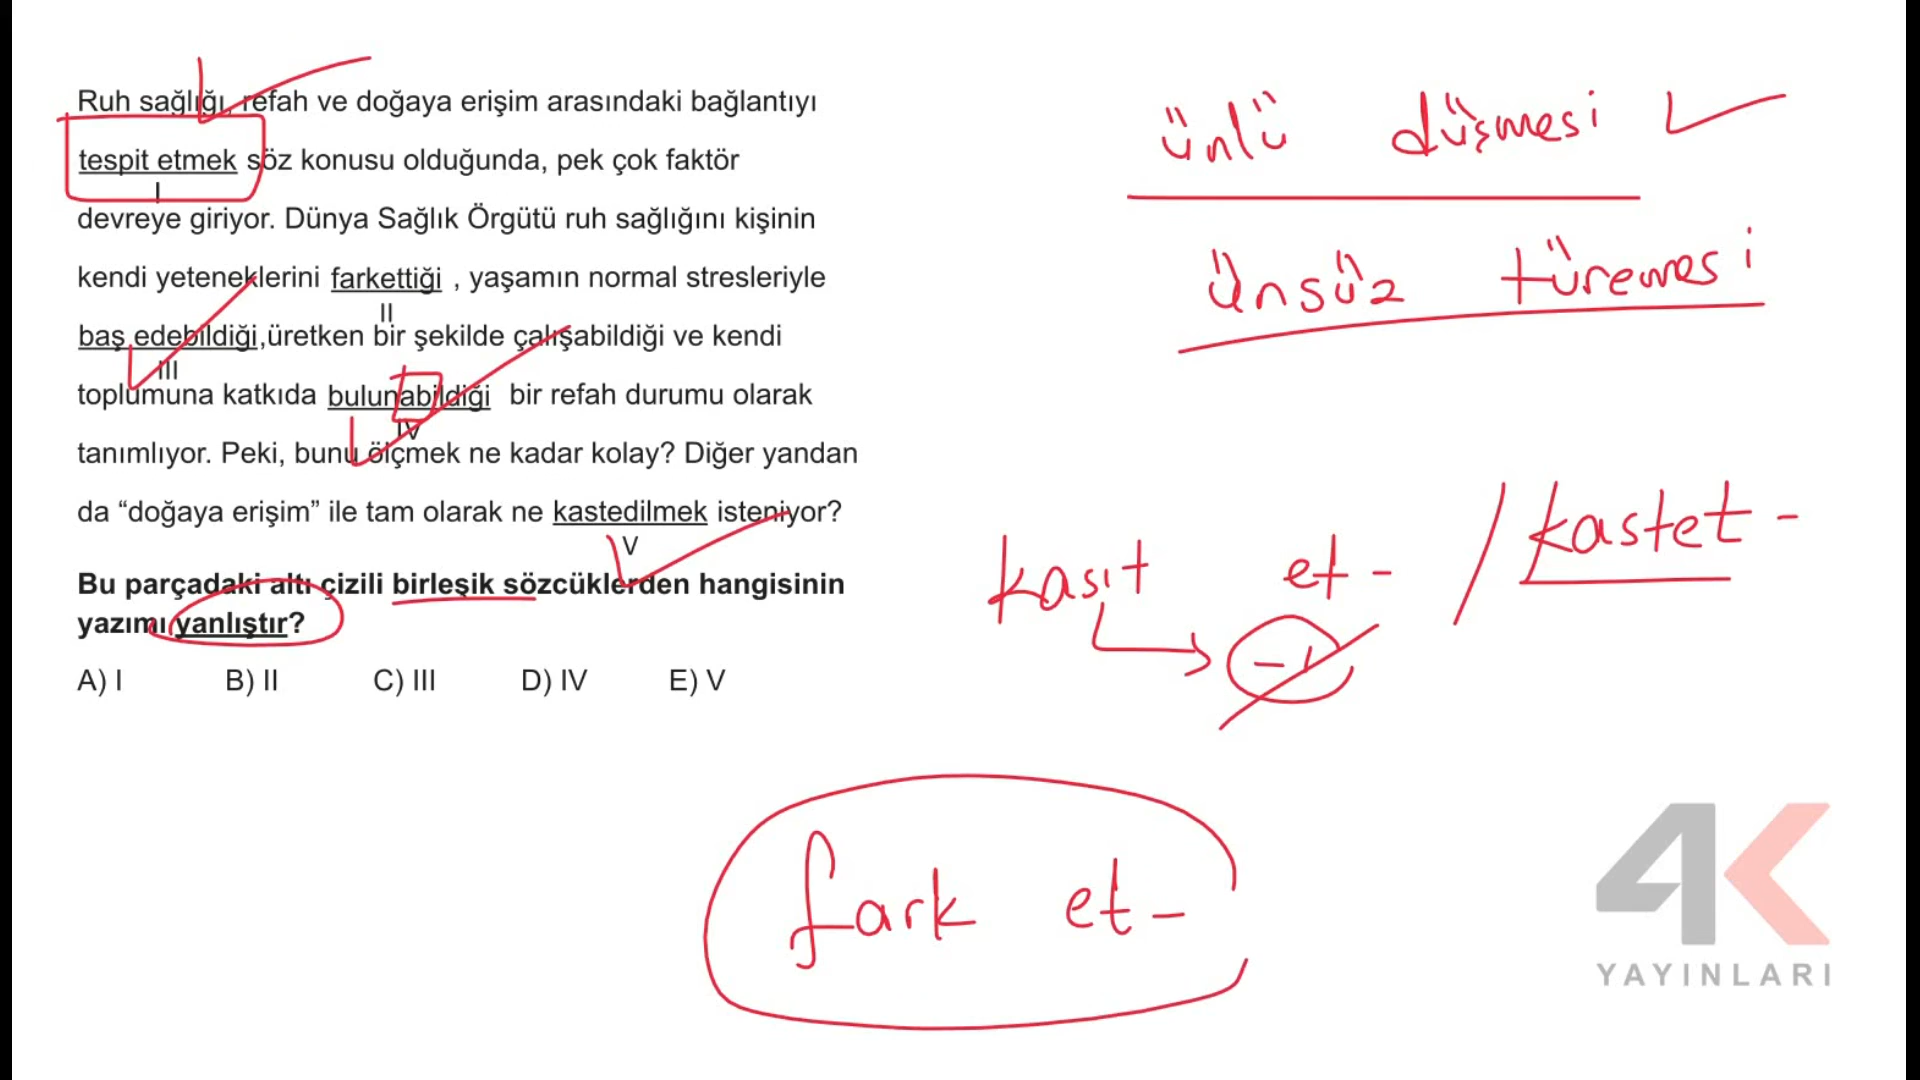 Ruh sağlığı, refah ve doğaya erişim arasındaki bağlantıyı
tespit etmek söz konusu olduğunda, pek çok faktör
I
devreye giriyor. Dünya Sağlık Örgütü ruh sağlığını kişinin
kendi yeteneklerini farkettiği , yaşamın normal stresleriyle
II
baş edebildiği,üretken bir şekilde çalışabildiği ve kendi
III
toplumuna katkıda bulunabildiği bir refah durumu olarak
IV
tanımlıyor. Peki, bunu ölçmek ne kadar kolay? Diğer yandan
da “doğaya erişim” ile tam olarak ne kastedilmek isteniyor?
V
Bu parçadaki altı çizili birleşik sözcüklerden hangisinin
yazımı yanlıştır?
A) I B) II C) III D) IV E) V
ünlü düşmesi
ünsüz türemesi
kasıt et- / kastet-
-ı
fark et-
4K
YAYINLARI